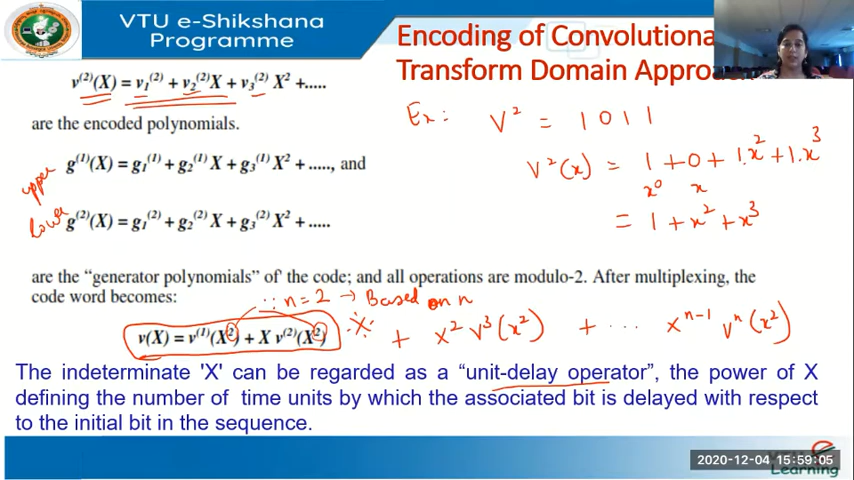 VTU e-Shikshana
Programme
Encoding of Convolutiona
Transform Domain Approa
v⁽²⁾(X) = v₁⁽²⁾ + v₂⁽²⁾X + v₃⁽²⁾ X² +.....
are the encoded polynomials.
Ex: V² = 1 0 1 1
V²(x) = 1 + 0 + 1.x² + 1.x³
x⁰ x
= 1 + x² + x³
upper
g⁽¹⁾(X) = g₁⁽¹⁾ + g₂⁽¹⁾ X + g₃⁽¹⁾ X² + ....., and
lower
g⁽²⁾(X) = g₁⁽²⁾ + g₂⁽²⁾ X + g₃⁽²⁾ X² + .....
are the “generator polynomials” of the code; and all operations are modulo-2. After multiplexing, the
code word becomes:
∵ n = 2 → Based on n
v(X) = v⁽¹⁾(X²) + X v⁽²⁾(X²) + x² v³(x²) + ... x^{n-1} vⁿ(x²)
The indeterminate 'X' can be regarded as a “unit-delay operator”, the power of X
defining the number of time units by which the associated bit is delayed with respect
to the initial bit in the sequence.
2020-12-04 15:59:05
Learning